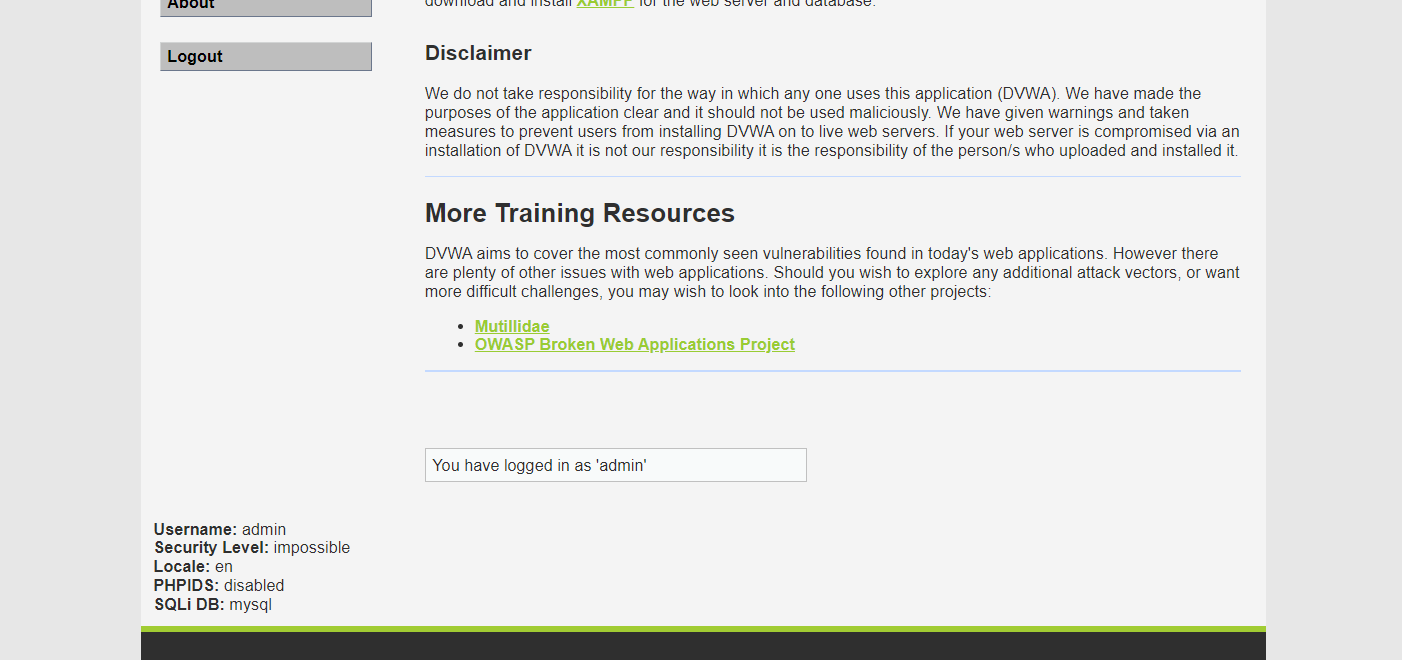 About
Logout
download and install XAMPP for the web server and database.
Disclaimer
We do not take responsibility for the way in which any one uses this application (DVWA). We have made the
purposes of the application clear and it should not be used maliciously. We have given warnings and taken
measures to prevent users from installing DVWA on to live web servers. If your web server is compromised via an
installation of DVWA it is not our responsibility it is the responsibility of the person/s who uploaded and installed it.
More Training Resources
DVWA aims to cover the most commonly seen vulnerabilities found in today's web applications. However there
are plenty of other issues with web applications. Should you wish to explore any additional attack vectors, or want
more difficult challenges, you may wish to look into the following other projects:
• Mutillidae
• OWASP Broken Web Applications Project
You have logged in as 'admin'
Username: admin
Security Level: impossible
Locale: en
PHPIDS: disabled
SQLi DB: mysql